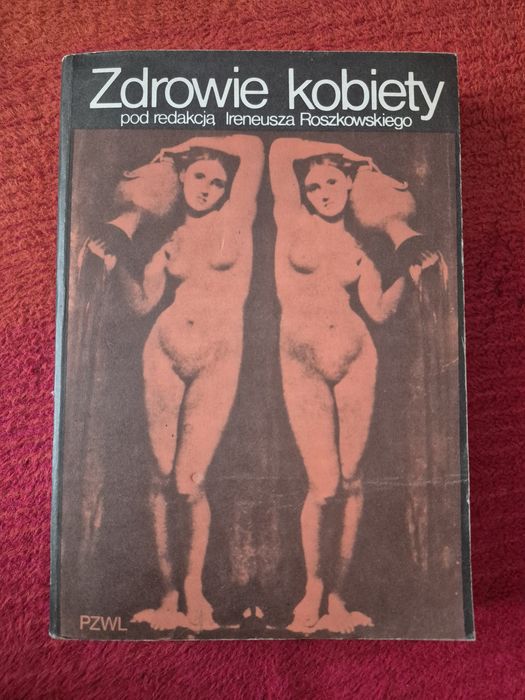 Zdrowie kobiety
pod redakcją Ireneusza Roszkowskiego
PZWL